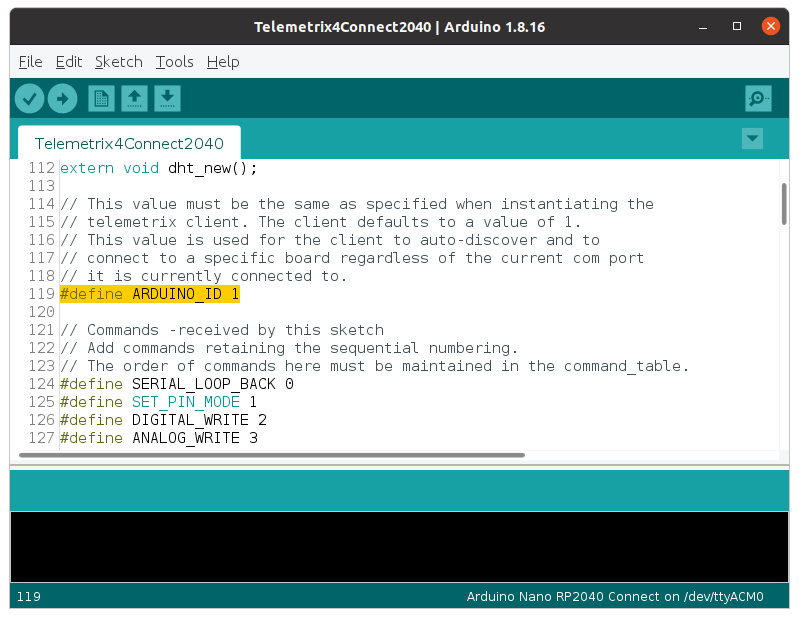 Telemetrix4Connect2040 | Arduino 1.8.16
File Edit Sketch Tools Help
Telemetrix4Connect2040
112 extern void dht_new();
113
114 // This value must be the same as specified when instantiating the
115 // telemetrix client. The client defaults to a value of 1.
116 // This value is used for the client to auto-discover and to
117 // connect to a specific board regardless of the current com port
118 // it is currently connected to.
119 #define ARDUINO_ID 1
120
121 // Commands -received by this sketch
122 // Add commands retaining the sequential numbering.
123 // The order of commands here must be maintained in the command_table.
124 #define SERIAL_LOOP_BACK 0
125 #define SET_PIN_MODE 1
126 #define DIGITAL_WRITE 2
127 #define ANALOG_WRITE 3
119 Arduino Nano RP2040 Connect on /dev/ttyACM0